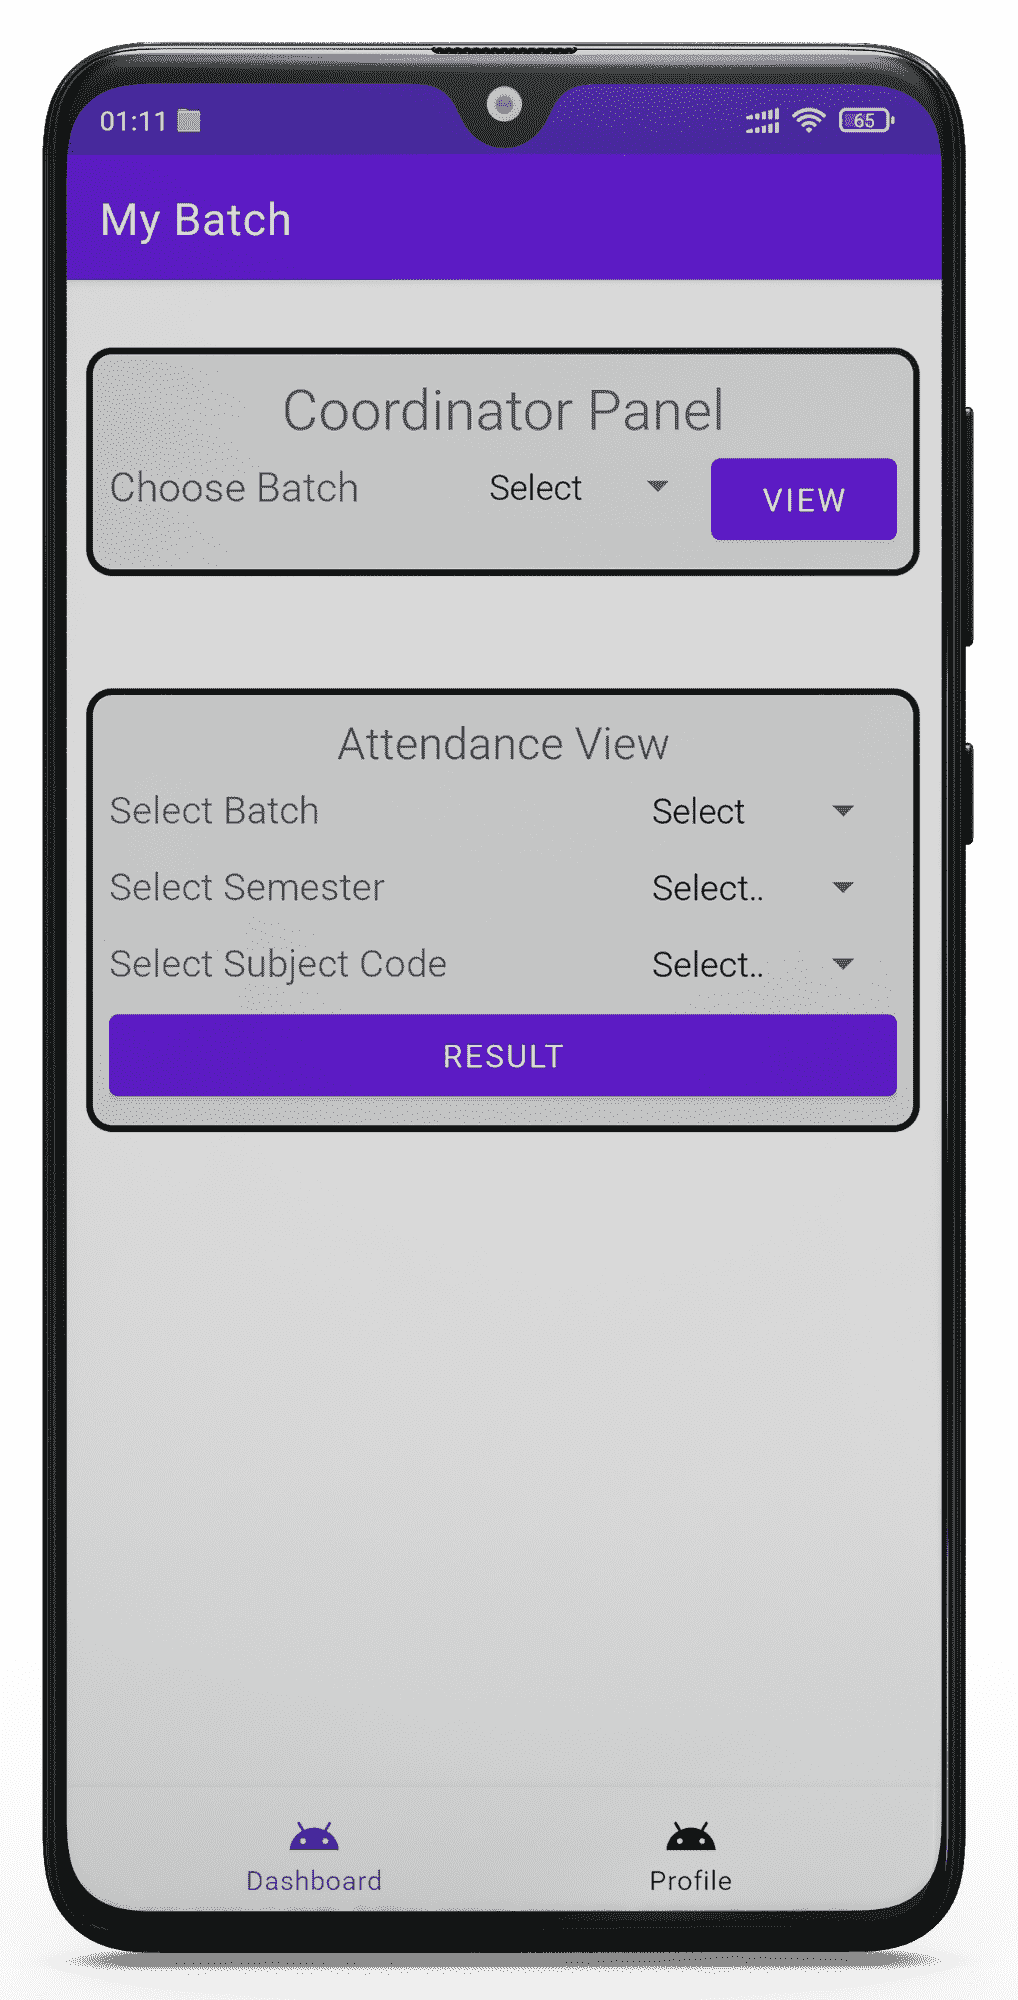 01:11 65
My Batch
Coordinator Panel
Choose Batch Select VIEW
Attendance View
Select Batch Select
Select Semester Select..
Select Subject Code Select..
RESULT
Dashboard Profile